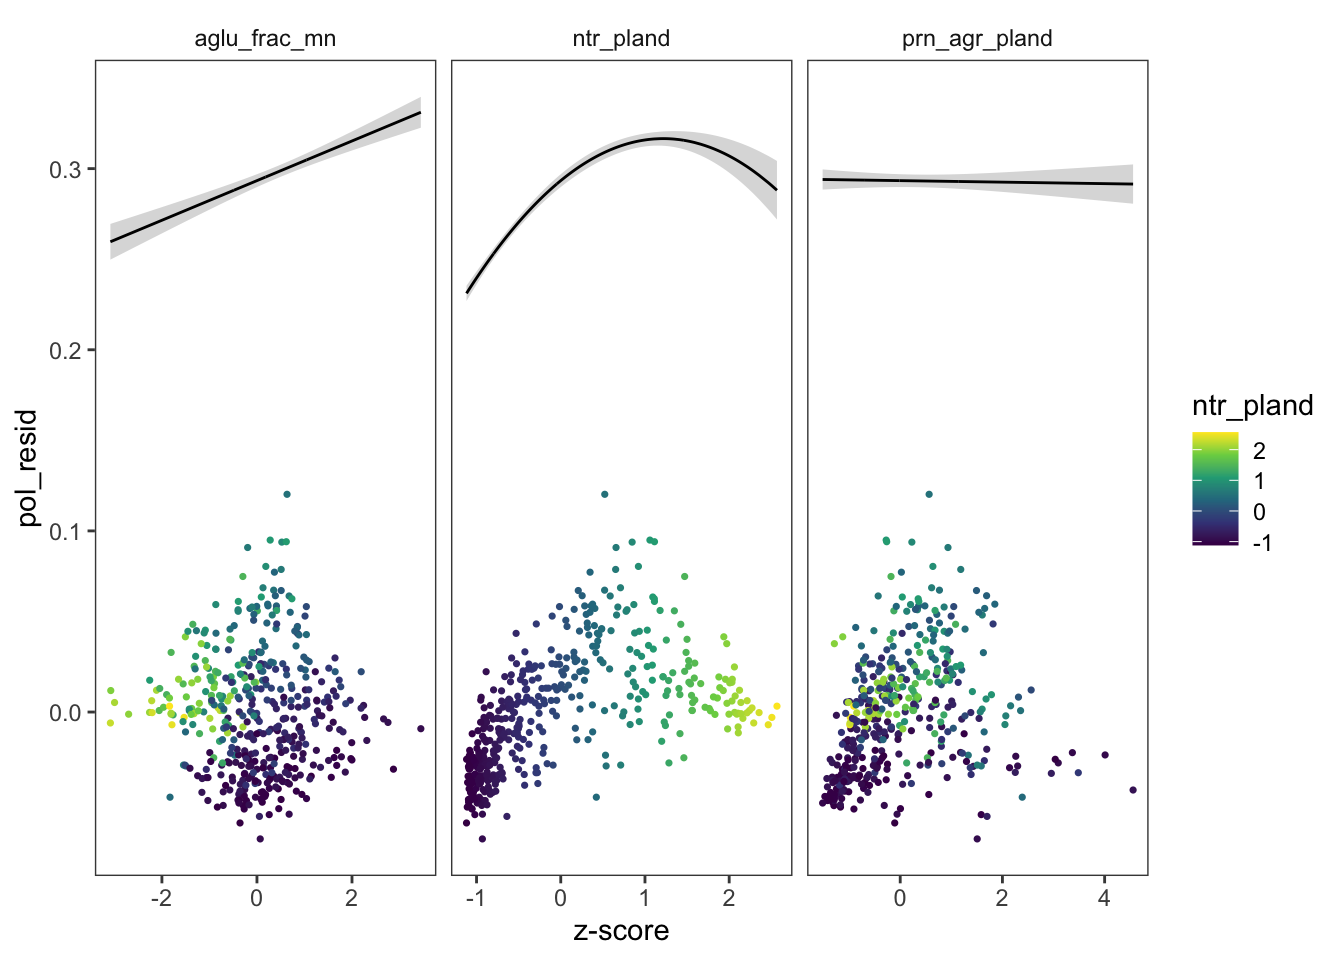 aglu_frac_mn ntr_pland prn_agr_pland
0.3
0.2
0.1
0.0
pol_resid
-2 0 2 -1 0 1 2 0 2 4
z-score
ntr_pland
2
1
0
-1